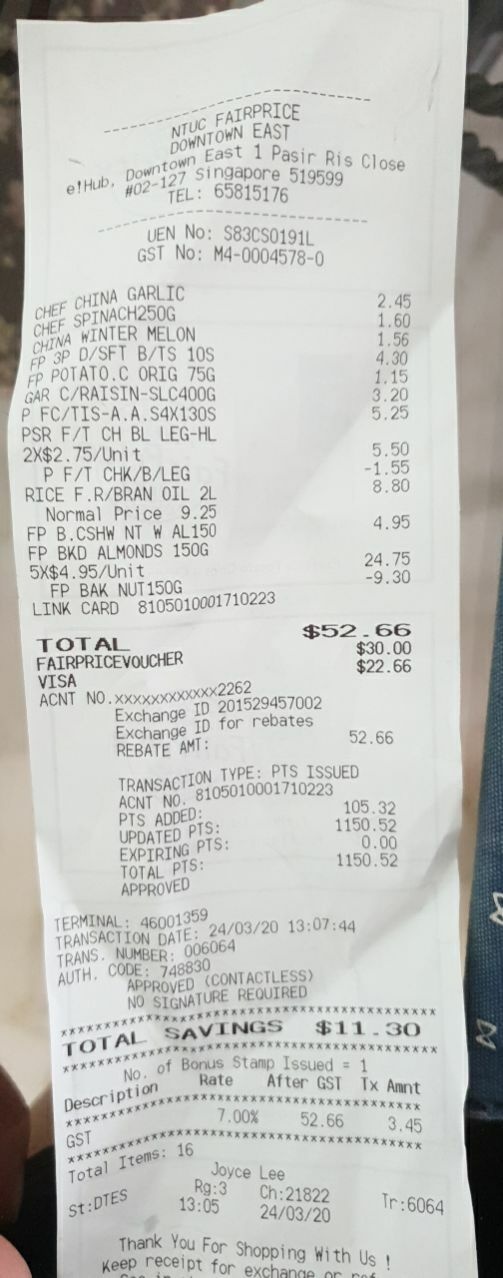 NTUC FAIRPRICE
DOWNTOWN EAST
e!Hub, Downtown East 1 Pasir Ris Close
#02-127 Singapore 519599
TEL: 65815176
UEN No: S83CS0191L
GST No: M4-0004578-0
CHEF CHINA GARLIC 2.45
CHEF SPINACH250G 1.60
CHINA WINTER MELON 1.56
FP 3P D/SFT B/TS 10S 4.30
FP POTATO.C ORIG 75G 1.15
GAR C/RAISIN-SLC400G 3.20
P FC/TIS-A.A.S4X130S 5.25
PSR F/T CH BL LEG-HL
2X$2.75/Unit 5.50
P F/T CHK/B/LEG -1.55
RICE F.R/BRAN OIL 2L 8.80
Normal Price 9.25
FP B.CSHW NT W AL150 4.95
FP BKD ALMONDS 150G
5X$4.95/Unit 24.75
FP BAK NUT150G -9.30
LINK CARD 8105010001710223
TOTAL $52.66
FAIRPRICEVOUCHER $30.00
VISA $22.66
ACNT NO.xxxxxxxxxxxx2262
Exchange ID 201529457002
Exchange ID for rebates
REBATE AMT: 52.66
TRANSACTION TYPE: PTS ISSUED
ACNT NO. 8105010001710223
PTS ADDED: 105.32
UPDATED PTS: 1150.52
EXPIRING PTS: 0.00
TOTAL PTS: 1150.52
APPROVED
TERMINAL: 46001359
TRANSACTION DATE: 24/03/20 13:07:44
TRANS. NUMBER: 006064
AUTH. CODE: 748830
APPROVED (CONTACTLESS)
NO SIGNATURE REQUIRED
TOTAL SAVINGS $11.30
No. of Bonus Stamp Issued = 1
Description Rate After GST Tx Amnt
GST 7.00% 52.66 3.45
Total Items: 16
Joyce Lee
St:DTES Rg:3 Ch:21822 Tr:6064
13:05 24/03/20
Thank You For Shopping With Us !
Keep receipt for exchange or